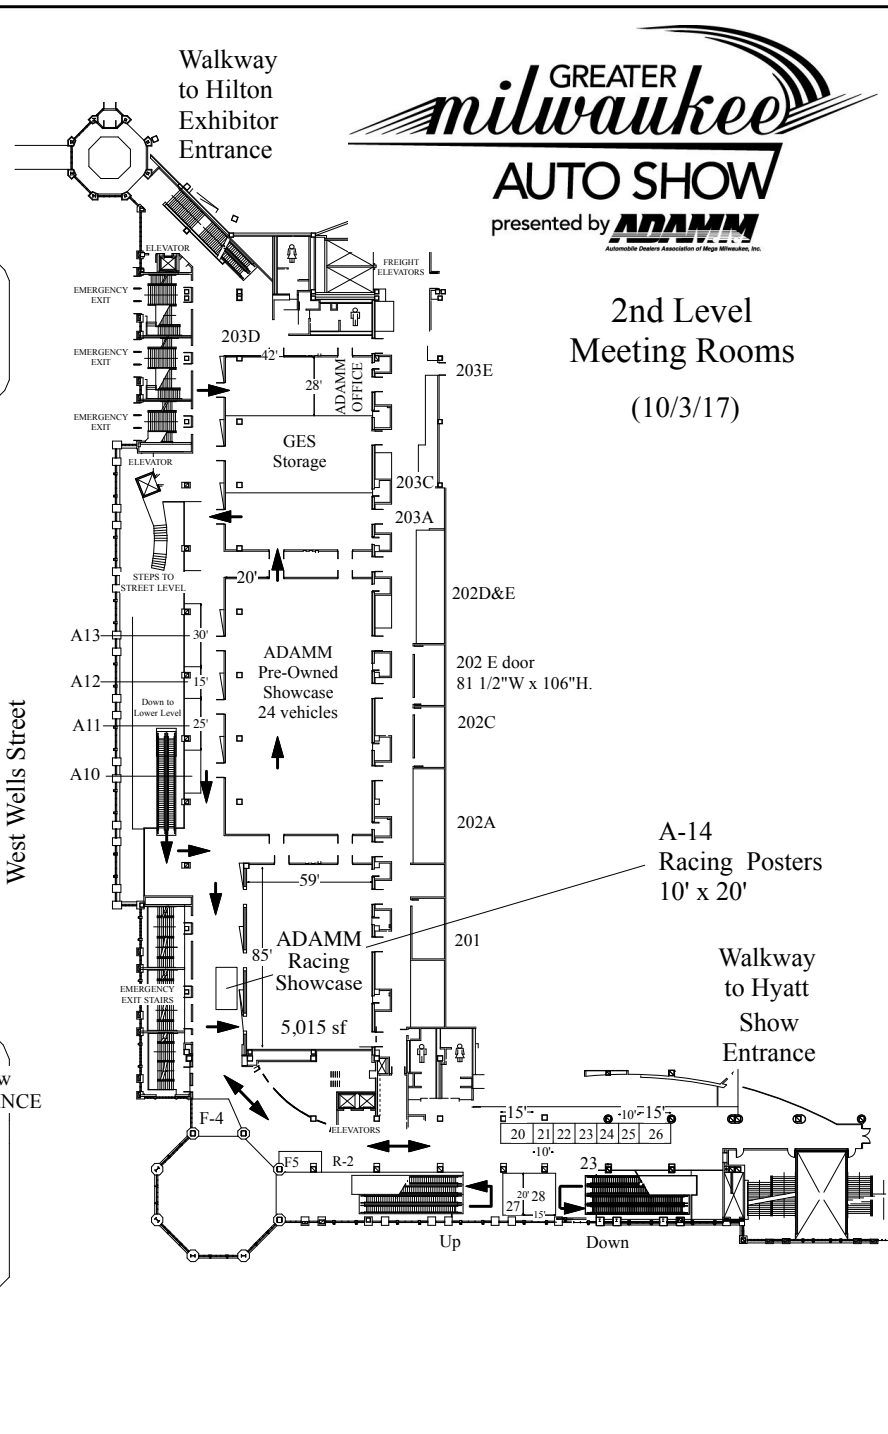 Walkway
to Hilton
Exhibitor
Entrance
GREATER
milwaukee
AUTO SHOW
presented by ADAMM
Automobile Dealers Association of Mega Milwaukee, Inc.
2nd Level
Meeting Rooms
(10/3/17)
ELEVATOR
FREIGHT
ELEVATORS
EMERGENCY
EXIT
203D
42'
EMERGENCY
EXIT
28'
ADAMM
OFFICE
203E
EMERGENCY
EXIT
GES
Storage
ELEVATOR
203C
203A
STEPS TO
STREET LEVEL
20'
202D&E
A13
30'
ADAMM
Pre-Owned
Showcase
24 vehicles
202 E door
81 1/2"W x 106"H.
A12
15'
Down to
Lower Level
A11
25'
202C
A10
West Wells Street
202A
A-14
Racing Posters
10' x 20'
59'
85'
ADAMM
Racing
Showcase
201
EMERGENCY
EXIT STAIRS
5,015 sf
Walkway
to Hyatt
Show
Entrance
w
NCE
F-4
ELEVATORS
15'
10'
15'
20 21 22 23 24 25 26
10'
F5
R-2
23
20'
27
28
15'
Up
Down